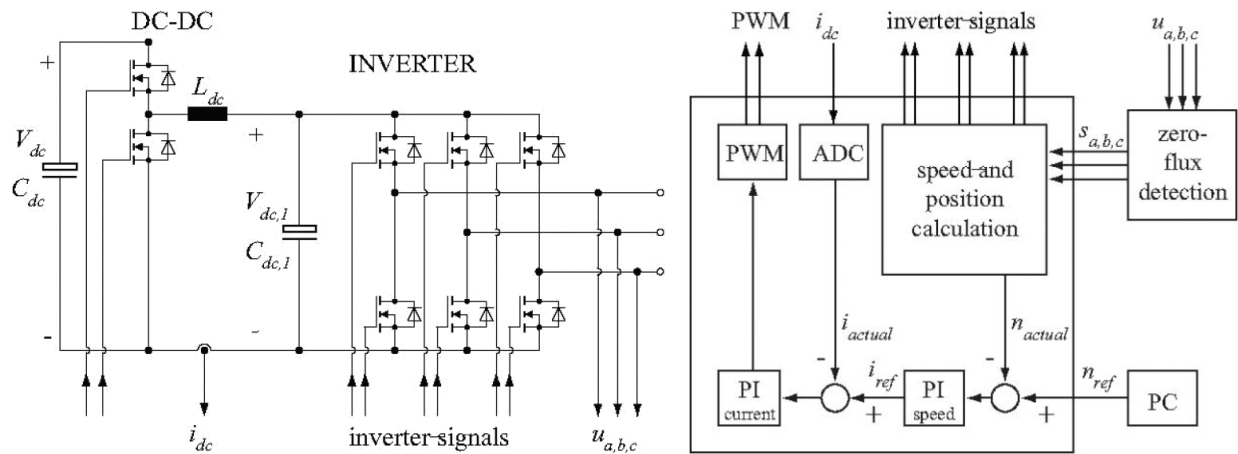 DC-DC
+
V_dc
C_dc
-
L_dc
INVERTER
+
V_dc,1
C_dc,1
-
i_dc
inverter-signals
u_a,b,c
PWM
i_dc
inverter-signals
u_a,b,c
PWM
ADC
speed-and
position
calculation
s_a,b,c
zero-
flux
detection
i_actual
n_actual
-
-
PI
current
+
i_ref
PI
speed
+
n_ref
PC